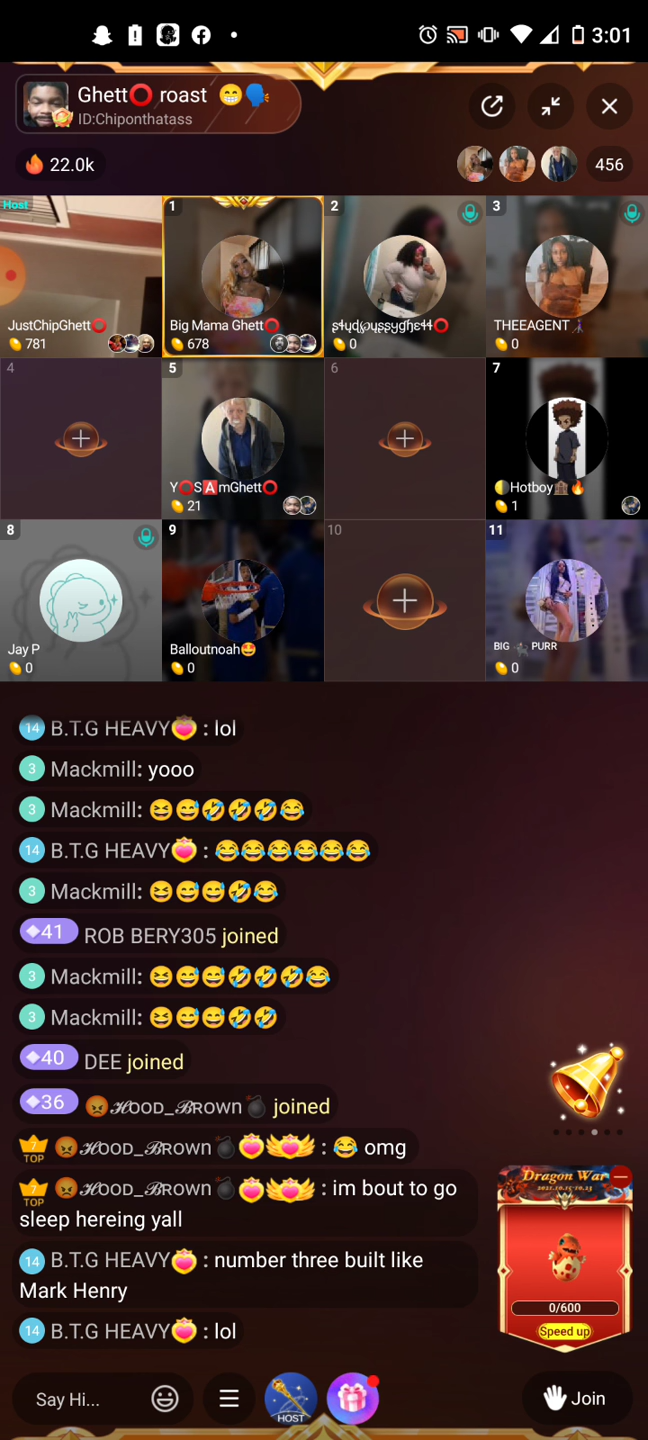 3:01
Ghett⭕ roast 😁🗣️
ID:Chiponthatass
🔥 22.0k
456
Host
JustChipGhett⭕
781
1
Big Mama Ghett⭕
678
2
0
3
THEEAGENT
0
4
5
Y⭕S🅰️mGhett⭕
21
6
7
🌓Hotboy🏚️🔥
1
8
Jay P
0
9
Balloutnoah🤩
0
10
11
BIG PURR
0
14 B.T.G HEAVY : lol
3 Mackmill: yooo
3 Mackmill: 😆😅🤣🤣🤣😂
14 B.T.G HEAVY : 😂😂😂😂😂😂
3 Mackmill: 😆😅😅🤣😂
41 ROB BERY305 joined
3 Mackmill: 😆😅😅🤣🤣🤣😂
3 Mackmill: 😆😅😅🤣🤣
40 DEE joined
36 😡ℋOOD_ℬROWN💣 joined
7 TOP 😡ℋOOD_ℬROWN💣 : 😂 omg
7 TOP 😡ℋOOD_ℬROWN💣 : im bout to go
sleep hereing yall
14 B.T.G HEAVY : number three built like
Mark Henry
14 B.T.G HEAVY : lol
Dragon War
2021.10.15-10.23
0/600
Speed up
Say Hi...
HOST
Join